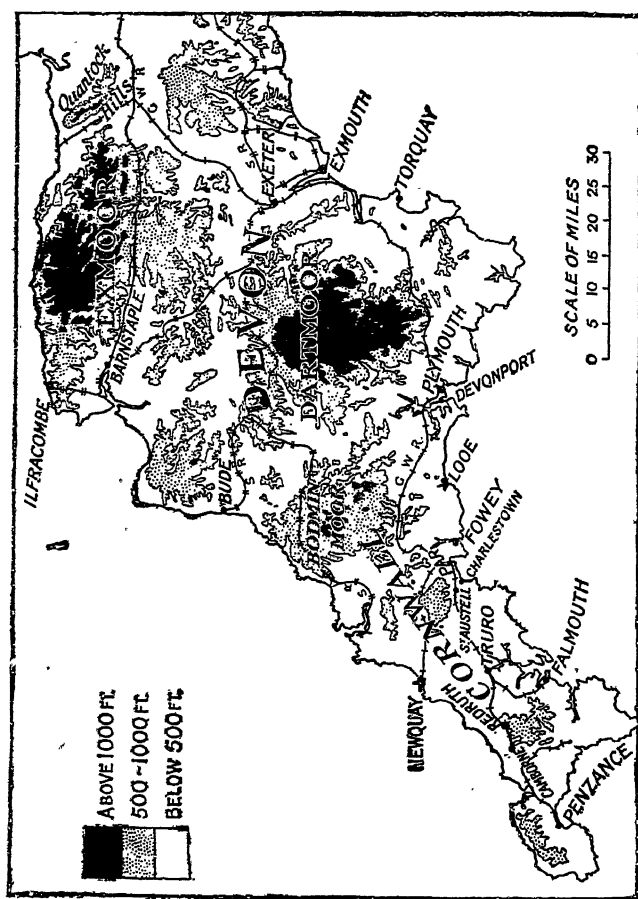 ABOVE 1000 FT.
500-1000 FT.
BELOW 500 FT.
ILFRACOMBE
EXMOOR
Quantock
Hills
G W R
BARNSTAPLE
S R
EXETER
EXMOUTH
TORQUAY
DEVON
DARTMOOR
BUDE
S R
BODMIN
MOOR
G W R
PLYMOUTH
DEVONPORT
LOOE
FOWEY
CHARLESTOWN
PAR
ST AUSTELL
CORNWALL
NEWQUAY
TRURO
REDRUTH
FALMOUTH
CAMBORNE
PENZANCE
SCALE OF MILES
0 5 10 15 20 25 30